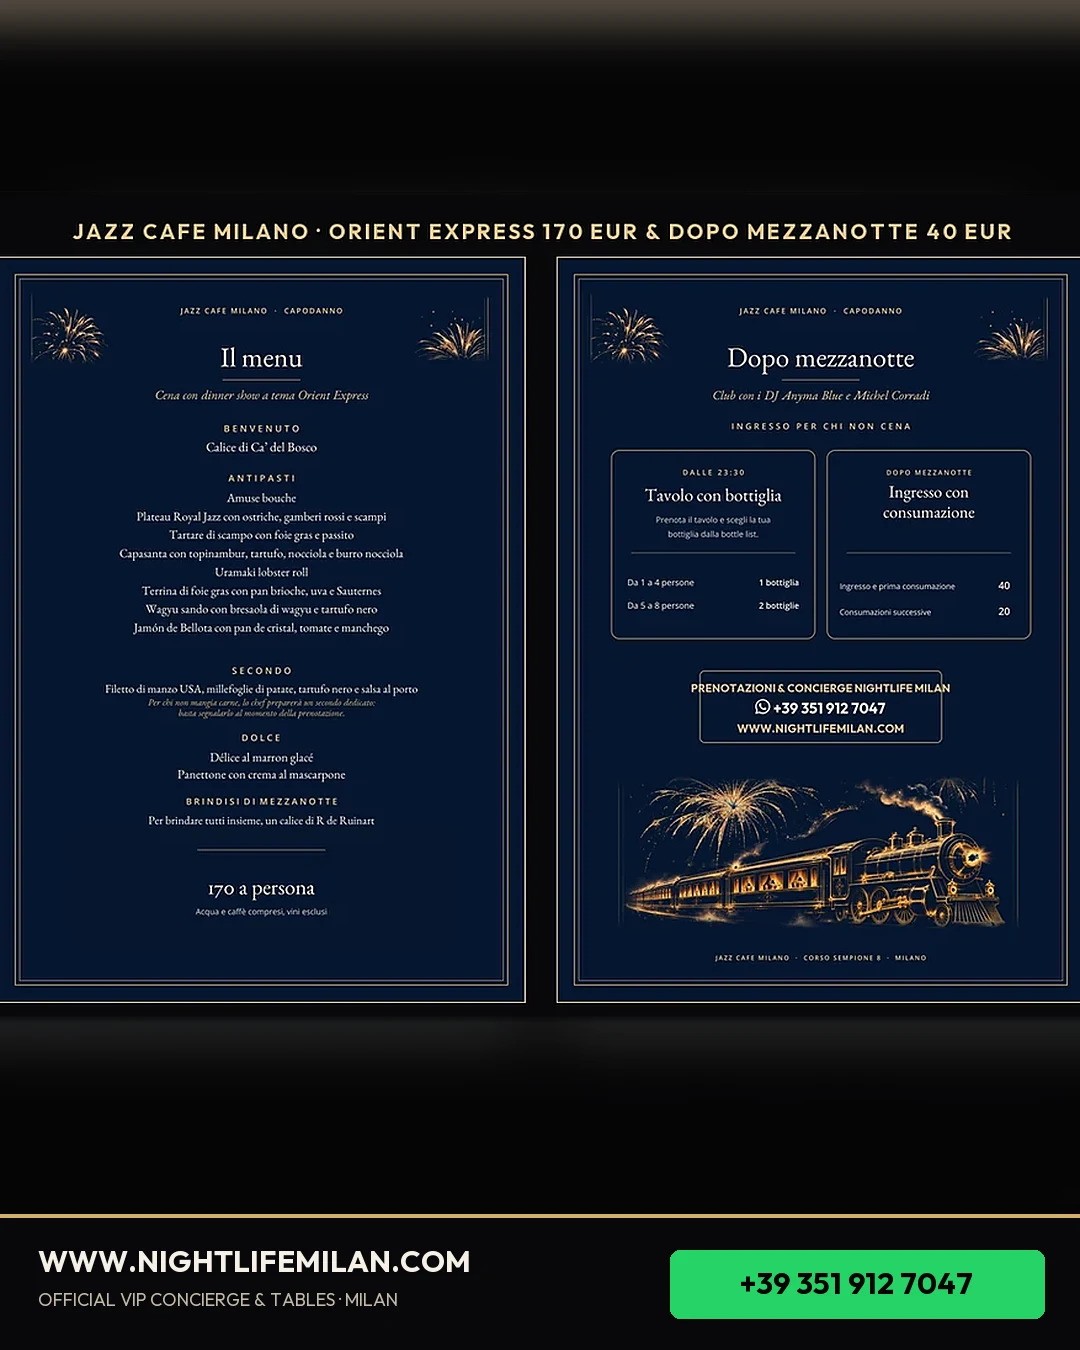 JAZZ CAFE MILANO · ORIENT EXPRESS 170 EUR & DOPO MEZZANOTTE 40 EUR
JAZZ CAFE MILANO · CAPODANNO
Il menu
Cena con dinner show a tema Orient Express
BENVENUTO
Calice di Ca' del Bosco
ANTIPASTI
Amuse bouche
Plateau Royal Jazz con ostriche, gamberi rossi e scampi
Tartare di scampo con foie gras e passito
Capasanta con topinambur, tartufo, nocciola e burro nocciola
Uramaki lobster roll
Terrina di foie gras con pan brioche, uva e Sauternes
Wagyu sando con bresaola di wagyu e tartufo nero
Jamón de Bellota con pan de cristal, tomate e manchego
SECONDO
Filetto di manzo USA, millefoglie di patate, tartufo nero e salsa al porto
Per chi non mangia carne, lo chef preparerà un secondo dedicato:
basta segnalarlo al momento della prenotazione.
DOLCE
Délice al marron glacé
Panettone con crema al mascarpone
BRINDISI DI MEZZANOTTE
Per brindare tutti insieme, un calice di R de Ruinart
170 a persona
Acqua e caffè compresi, vini esclusi
JAZZ CAFE MILANO · CAPODANNO
Dopo mezzanotte
Club con i DJ Anyma Blue e Michel Corradi
INGRESSO PER CHI NON CENA
DALLE 23:30
Tavolo con bottiglia
Prenota il tavolo e scegli la tua
bottiglia dalla bottle list.
Da 1 a 4 persone 1 bottiglia
Da 5 a 8 persone 2 bottiglie
DOPO MEZZANOTTE
Ingresso con
consumazione
Ingresso e prima consumazione 40
Consumazioni successive 20
PRENOTAZIONI & CONCIERGE NIGHTLIFE MILAN
+39 351 912 7047
WWW.NIGHTLIFEMILAN.COM
JAZZ CAFE MILANO · CORSO SEMPIONE 8 · MILANO
WWW.NIGHTLIFEMILAN.COM
OFFICIAL VIP CONCIERGE & TABLES · MILAN
+39 351 912 7047